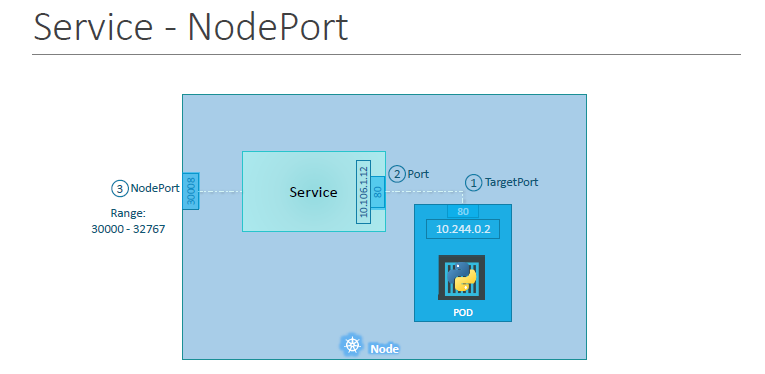 Service - NodePort
3 NodePort
Range:
30000 - 32767
30008
Service
10.106.1.12
80
2 Port
1 TargetPort
80
10.244.0.2
POD
Node